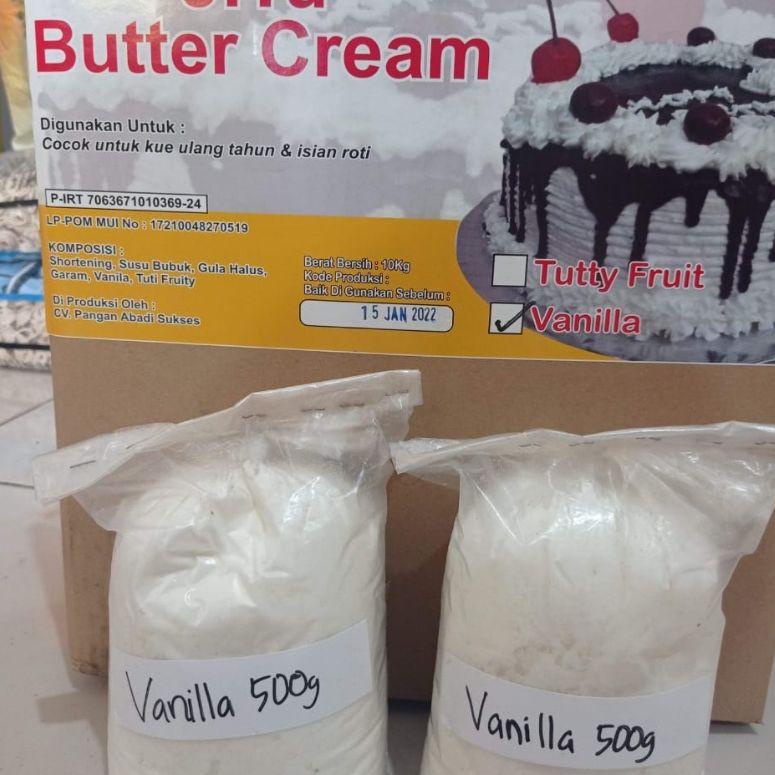 Butter Cream
Digunakan Untuk :
Cocok untuk kue ulang tahun & isian roti
P-IRT 7063671010369-24
LP-POM MUI No : 17210048270519
KOMPOSISI :
Shortening, Susu Bubuk, Gula Halus,
Garam, Vanila, Tuti Fruity
Di Produksi Oleh :
CV. Pangan Abadi Sukses
Berat Bersih : 10Kg
Kode Produksi :
Baik Di Gunakan Sebelum :
15 JAN 2022
Tutty Fruit
Vanilla
Vanilla 500g
Vanilla 500g